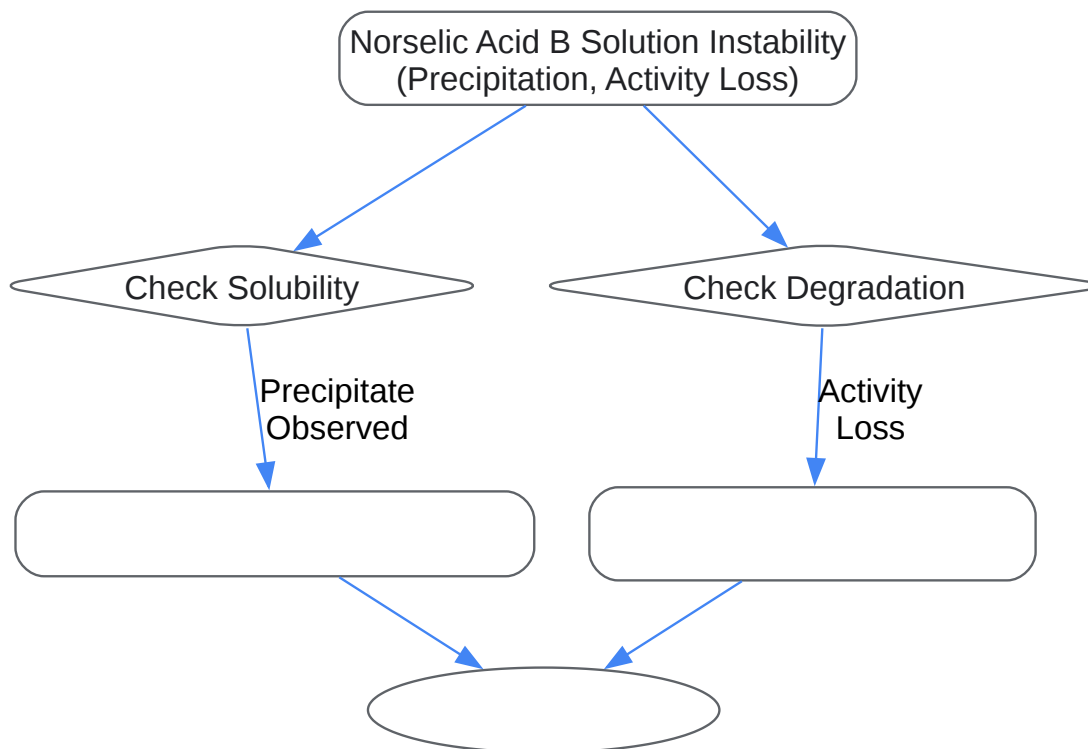 Norselic Acid B Solution Instability
(Precipitation, Activity Loss)
Check Solubility
Check Degradation
Precipitate
Observed
Activity
Loss